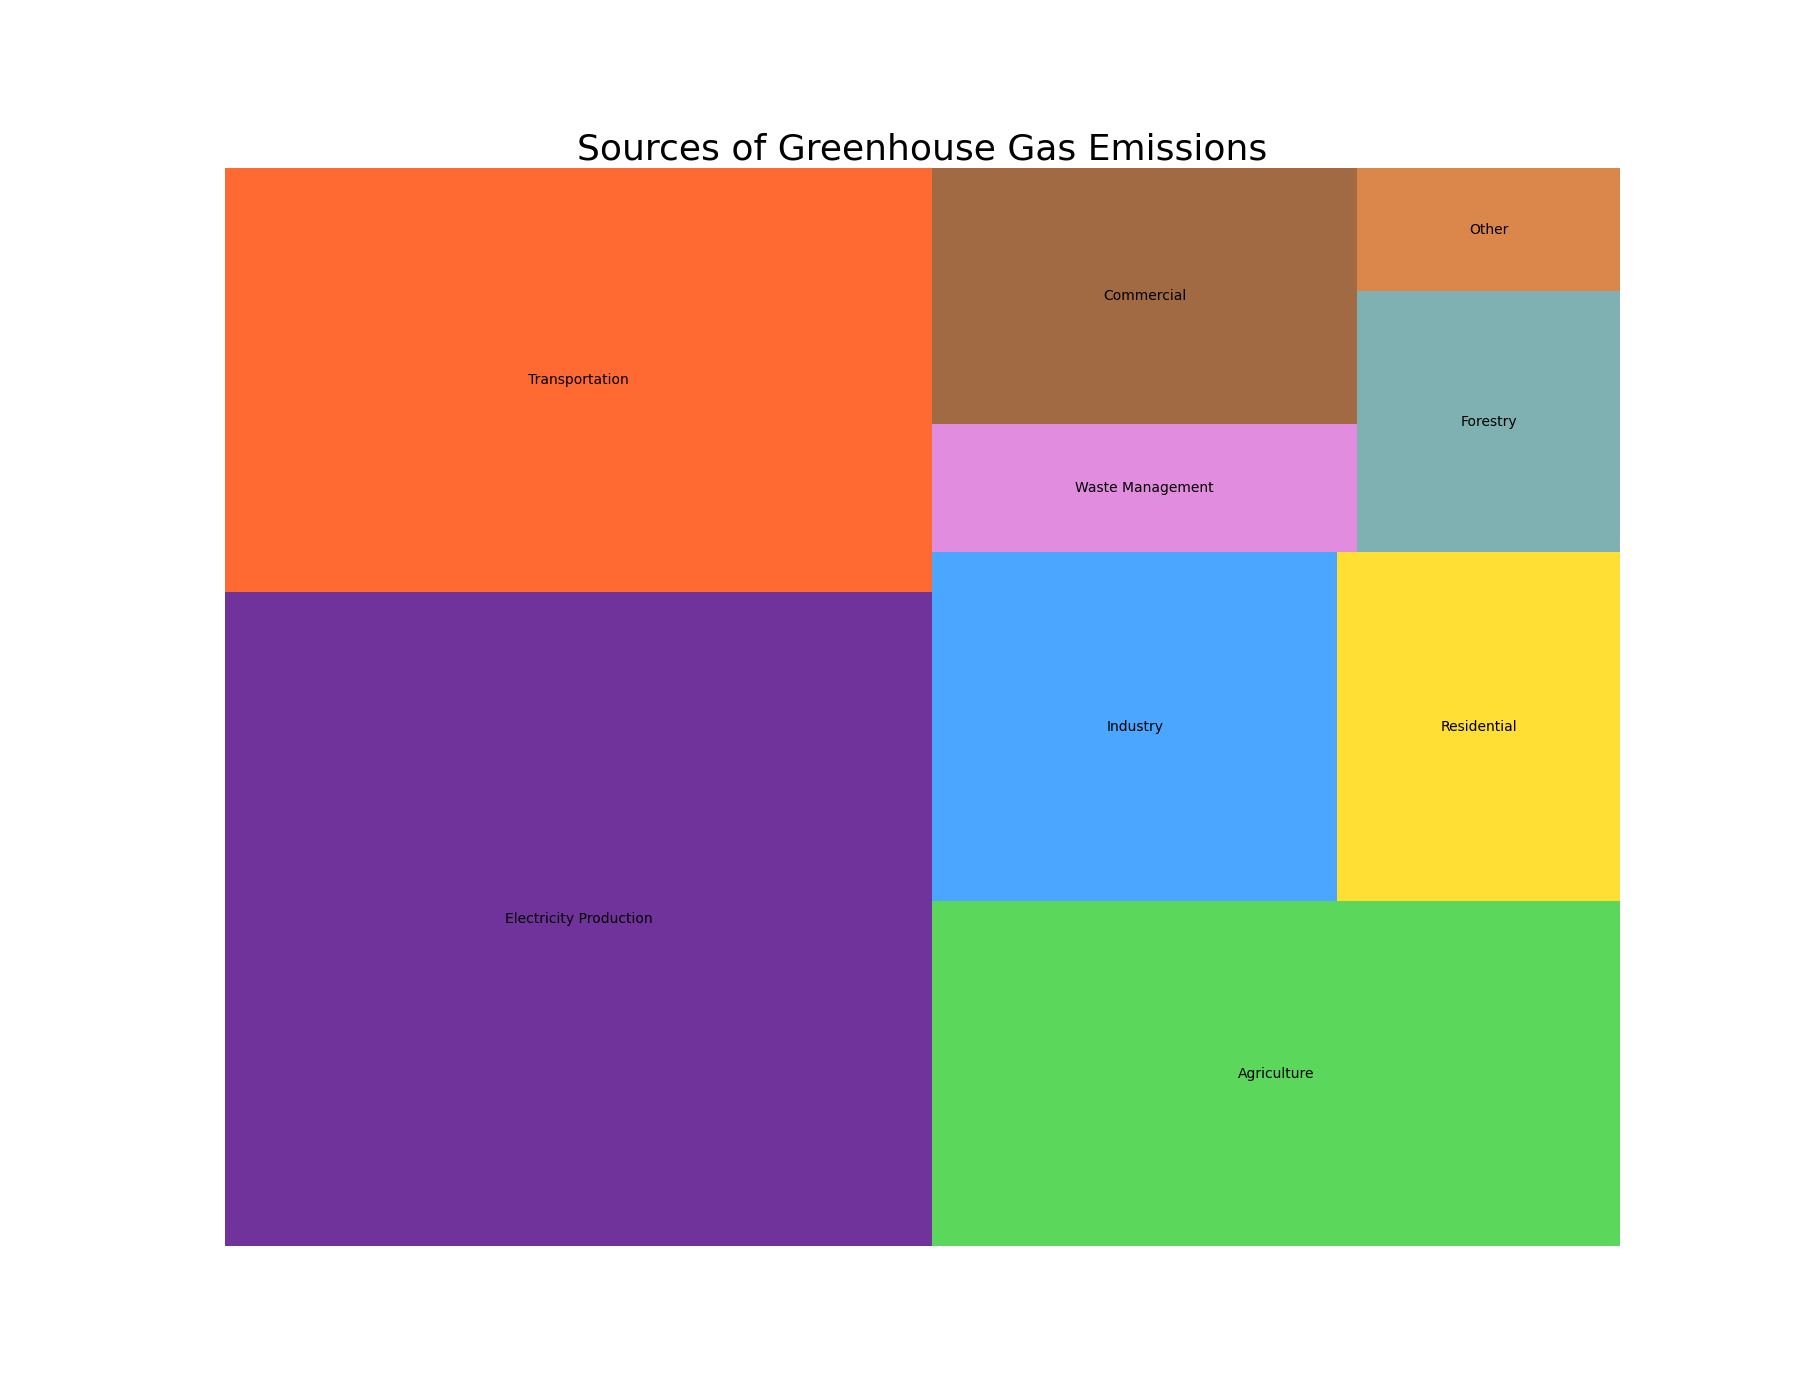 Sources of Greenhouse Gas Emissions
Transportation
Commercial
Other
Forestry
Waste Management
Industry
Residential
Electricity Production
Agriculture